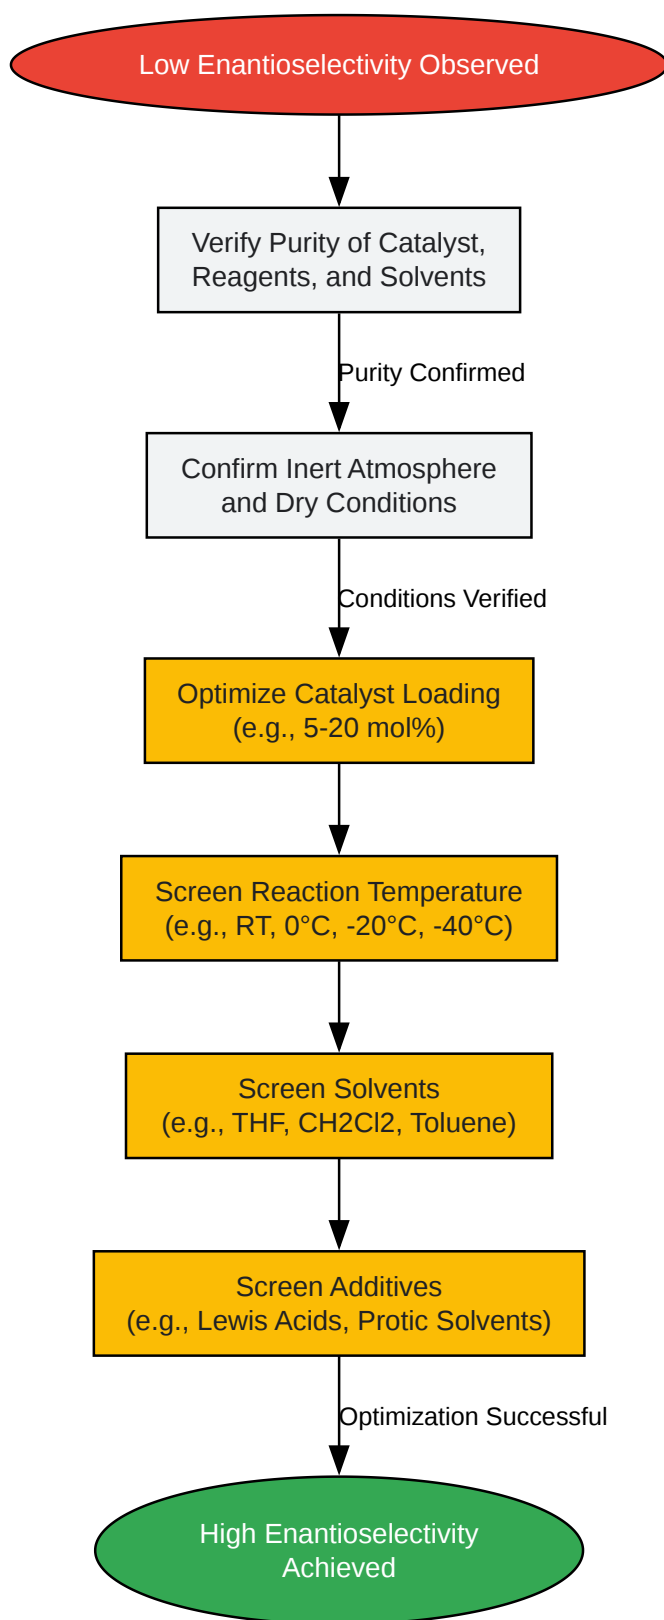 Low Enantioselectivity Observed
Verify Purity of Catalyst,
Reagents, and Solvents
Purity Confirmed
Confirm Inert Atmosphere
and Dry Conditions
Conditions Verified
Optimize Catalyst Loading
(e.g., 5-20 mol%)
Screen Reaction Temperature
(e.g., RT, 0°C, -20°C, -40°C)
Screen Solvents
(e.g., THF, CH2Cl2, Toluene)
Screen Additives
(e.g., Lewis Acids, Protic Solvents)
Optimization Successful
High Enantioselectivity
Achieved